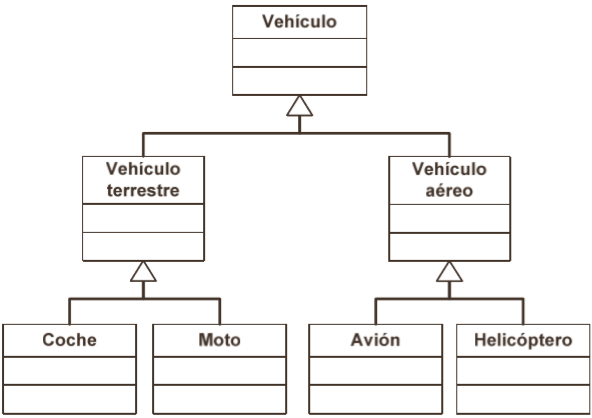 Vehículo
Vehículo
terrestre
Vehículo
aéreo
Coche
Moto
Avión
Helicóptero